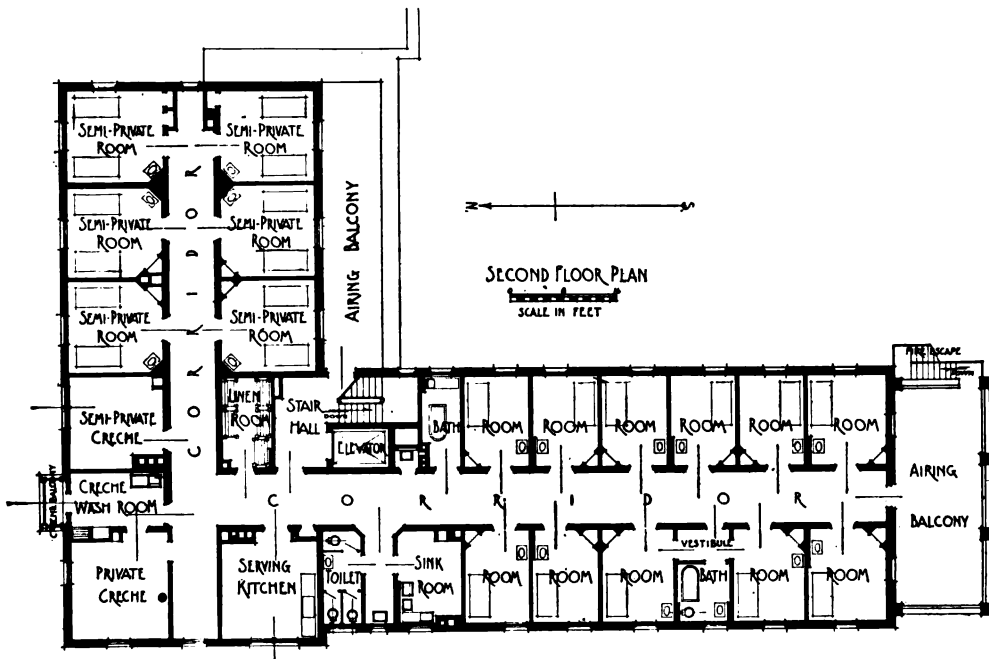 SEMI-PRIVATE
ROOM
SEMI-PRIVATE
ROOM
SEMI-PRIVATE
ROOM
SEMI-PRIVATE
ROOM
SEMI-PRIVATE
ROOM
SEMI-PRIVATE
ROOM
CORRIDOR
AIRING BALCONY
N.
S.
SECOND FLOOR PLAN
SCALE IN FEET
SEMI-PRIVATE
CRECHE
LINEN
ROOM
STAIR
HALL
ELEVATOR
BATH
ROOM
ROOM
ROOM
ROOM
ROOM
ROOM
FIRE ESCAPE
AIRING
BALCONY
CRECHE BALCONY
CRECHE
WASH ROOM
CORRIDOR
PRIVATE
CRECHE
SERVING
KITCHEN
TOILET
SINK
ROOM
ROOM
ROOM
ROOM
VESTIBULE
BATH
ROOM
ROOM